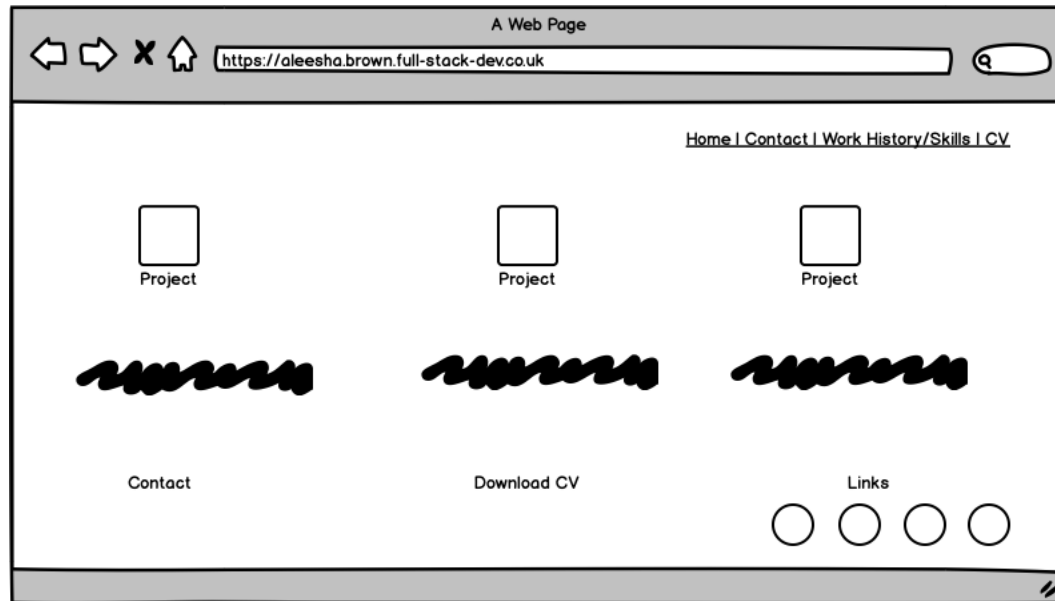 A Web Page
https://aleesha.brown.full-stack-dev.co.uk
Home | Contact | Work History/Skills | CV
Project Project Project
Contact Download CV Links